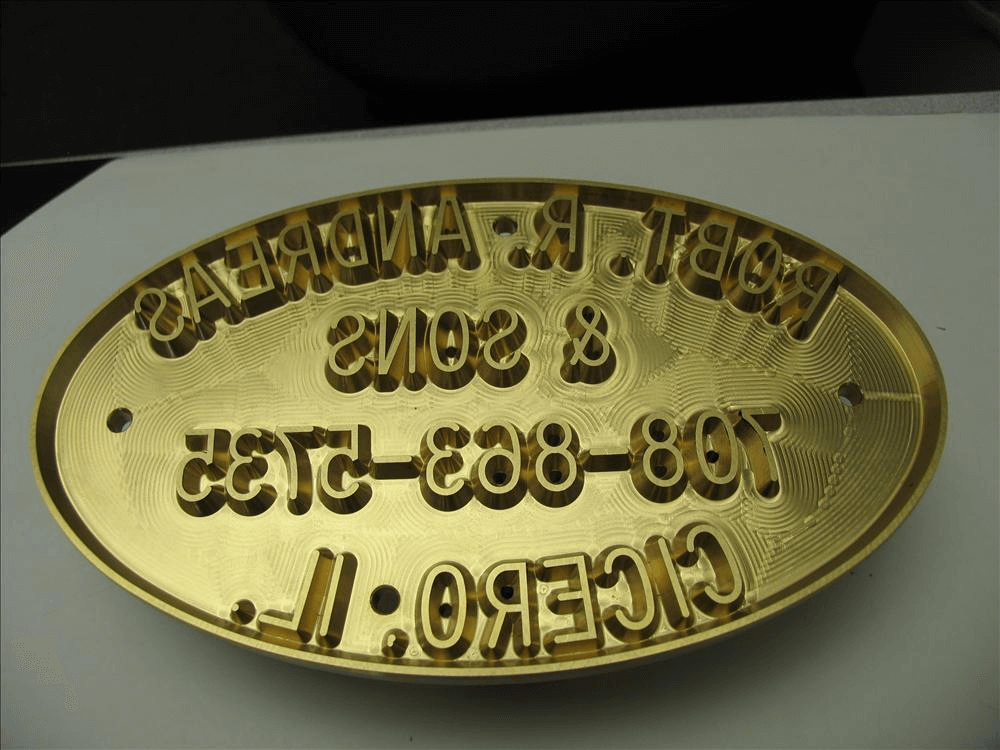 ROBT. R. ANDREAS
& SONS
708-863-5735
CICERO, IL.